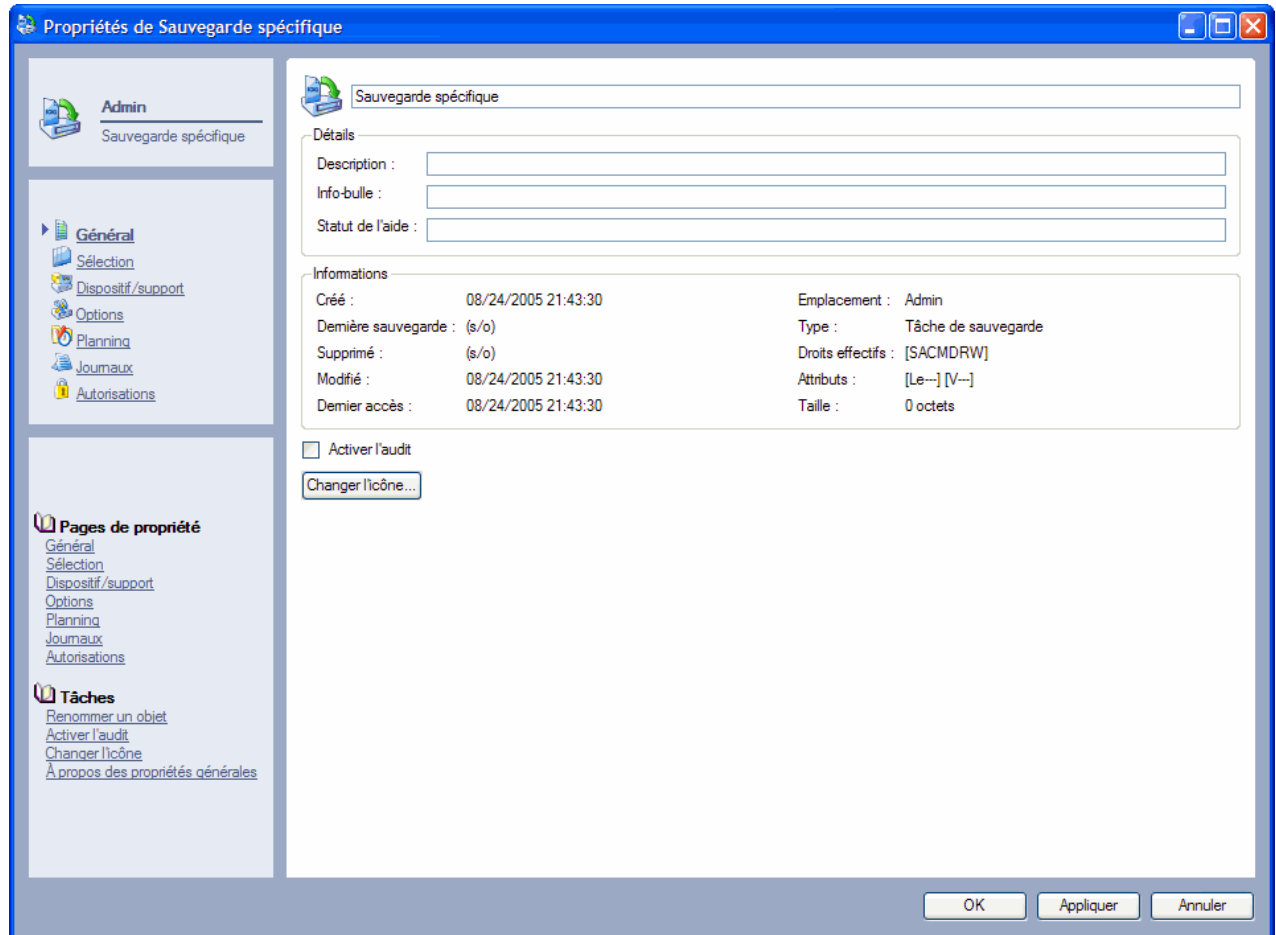 Propriétés de Sauvegarde spécifique
Admin
Sauvegarde spécifique
Général
Sélection
Dispositif/support
Options
Planning
Journaux
Autorisations
Pages de propriété
Général
Sélection
Dispositif/support
Options
Planning
Journaux
Autorisations
Tâches
Renommer un objet
Activer l'audit
Changer l'icône
À propos des propriétés générales
Sauvegarde spécifique
Détails
Description :
Info-bulle :
Statut de l'aide :
Informations
Créé : 08/24/2005 21:43:30 Emplacement : Admin
Dernière sauvegarde : (s/o) Type : Tâche de sauvegarde
Supprimé : (s/o) Droits effectifs : [SACMDRW]
Modifié : 08/24/2005 21:43:30 Attributs : [Le---] [V---]
Dernier accès : 08/24/2005 21:43:30 Taille : 0 octets
Activer l'audit
Changer l'icône...
OK Appliquer Annuler